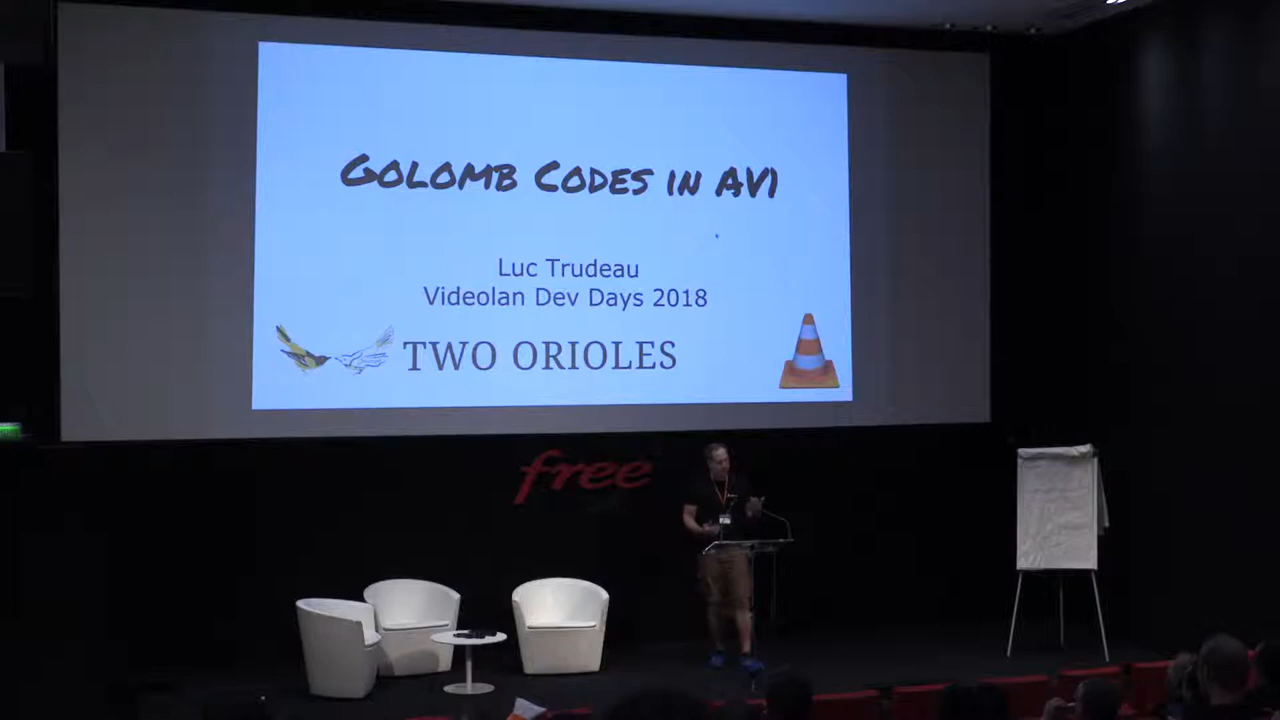 Golomb Codes in AV1
Luc Trudeau
Videolan Dev Days 2018
TWO ORIOLES
free